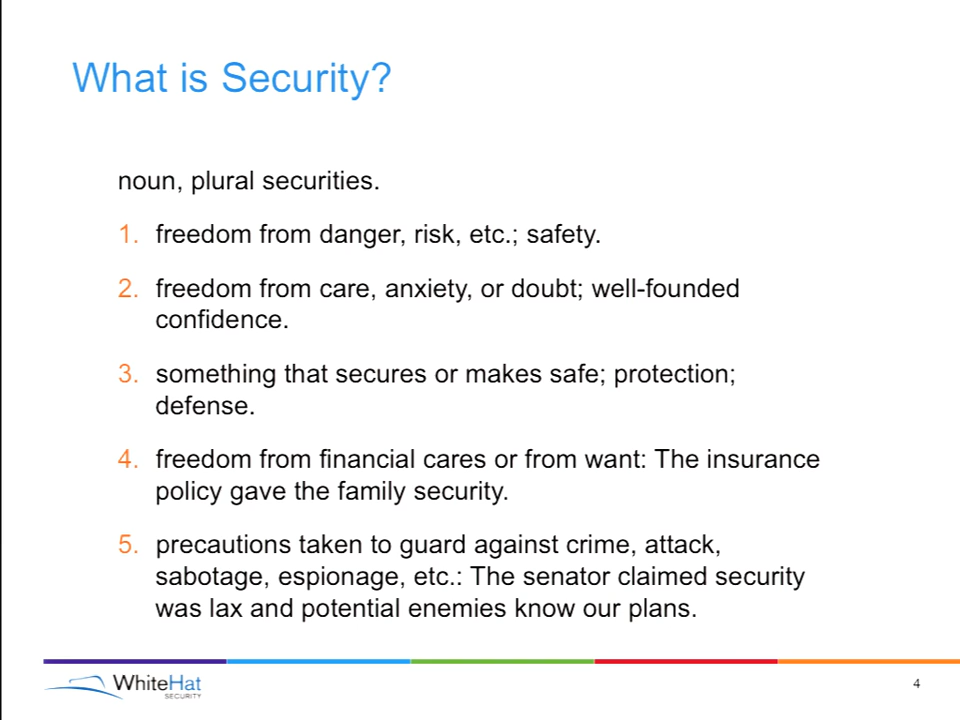 What is Security?
noun, plural securities.
1. freedom from danger, risk, etc.; safety.
2. freedom from care, anxiety, or doubt; well-founded
confidence.
3. something that secures or makes safe; protection;
defense.
4. freedom from financial cares or from want: The insurance
policy gave the family security.
5. precautions taken to guard against crime, attack,
sabotage, espionage, etc.: The senator claimed security
was lax and potential enemies know our plans.
WhiteHat
SECURITY
4